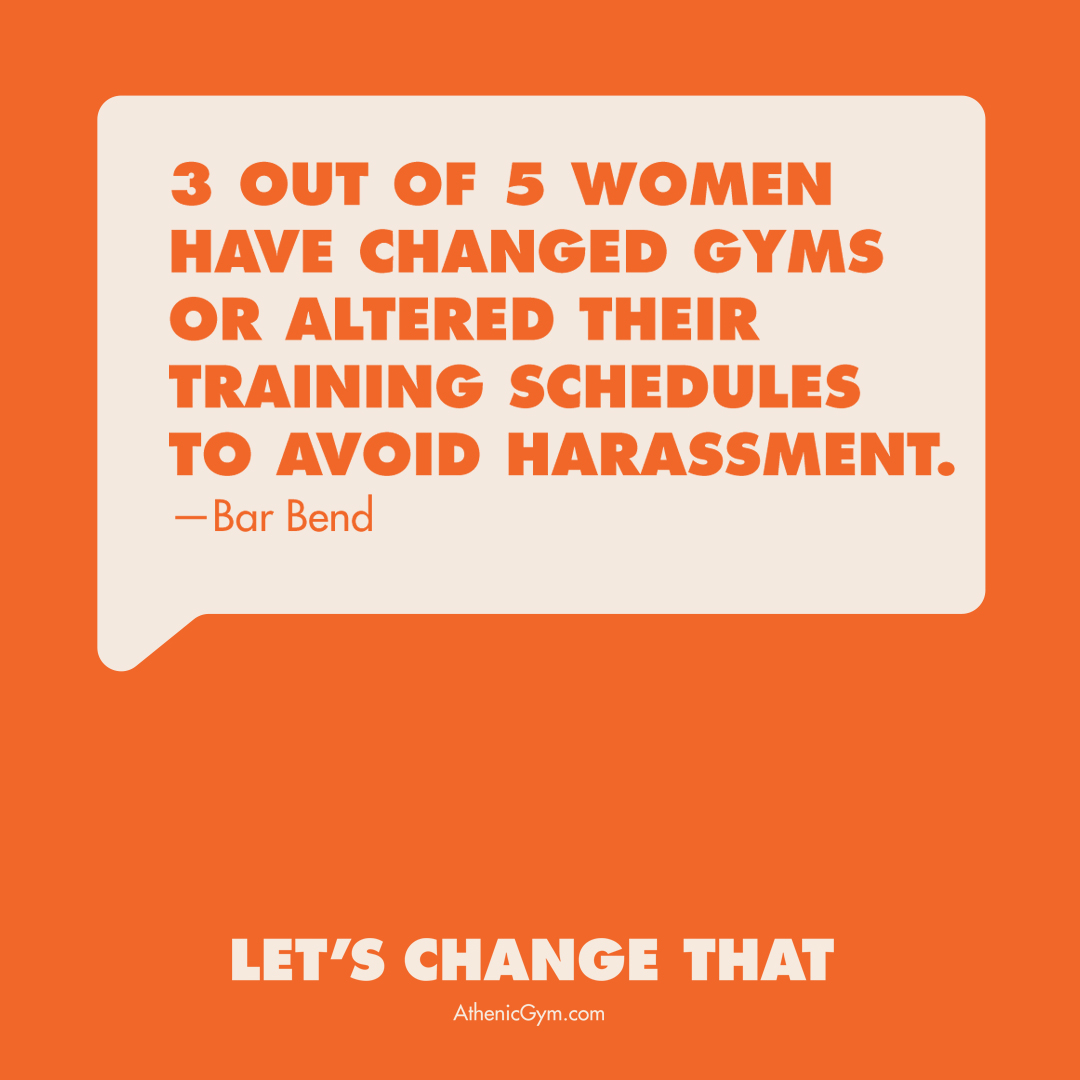 3 OUT OF 5 WOMEN
HAVE CHANGED GYMS
OR ALTERED THEIR
TRAINING SCHEDULES
TO AVOID HARASSMENT.
—Bar Bend
LET’S CHANGE THAT
AthenicGym.com